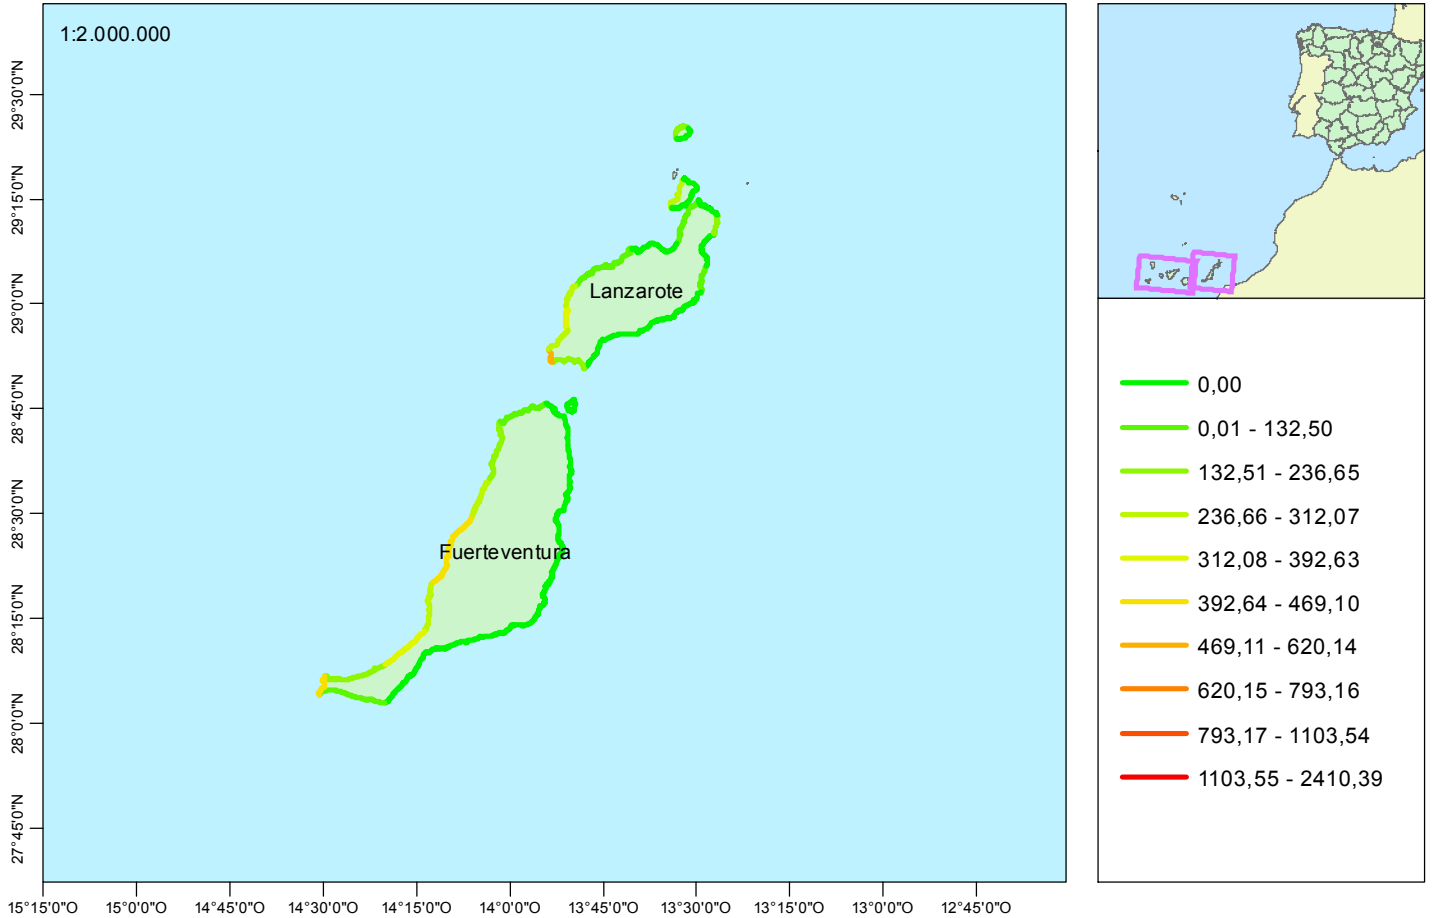 1:2.000.000
29°30'0"N
29°15'0"N
29°0'0"N
28°45'0"N
28°30'0"N
28°15'0"N
28°0'0"N
27°45'0"N
Lanzarote
Fuerteventura
15°15'0"O 15°0'0"O 14°45'0"O 14°30'0"O 14°15'0"O 14°0'0"O 13°45'0"O 13°30'0"O 13°15'0"O 13°0'0"O 12°45'0"O
0,00
0,01 - 132,50
132,51 - 236,65
236,66 - 312,07
312,08 - 392,63
392,64 - 469,10
469,11 - 620,14
620,15 - 793,16
793,17 - 1103,54
1103,55 - 2410,39